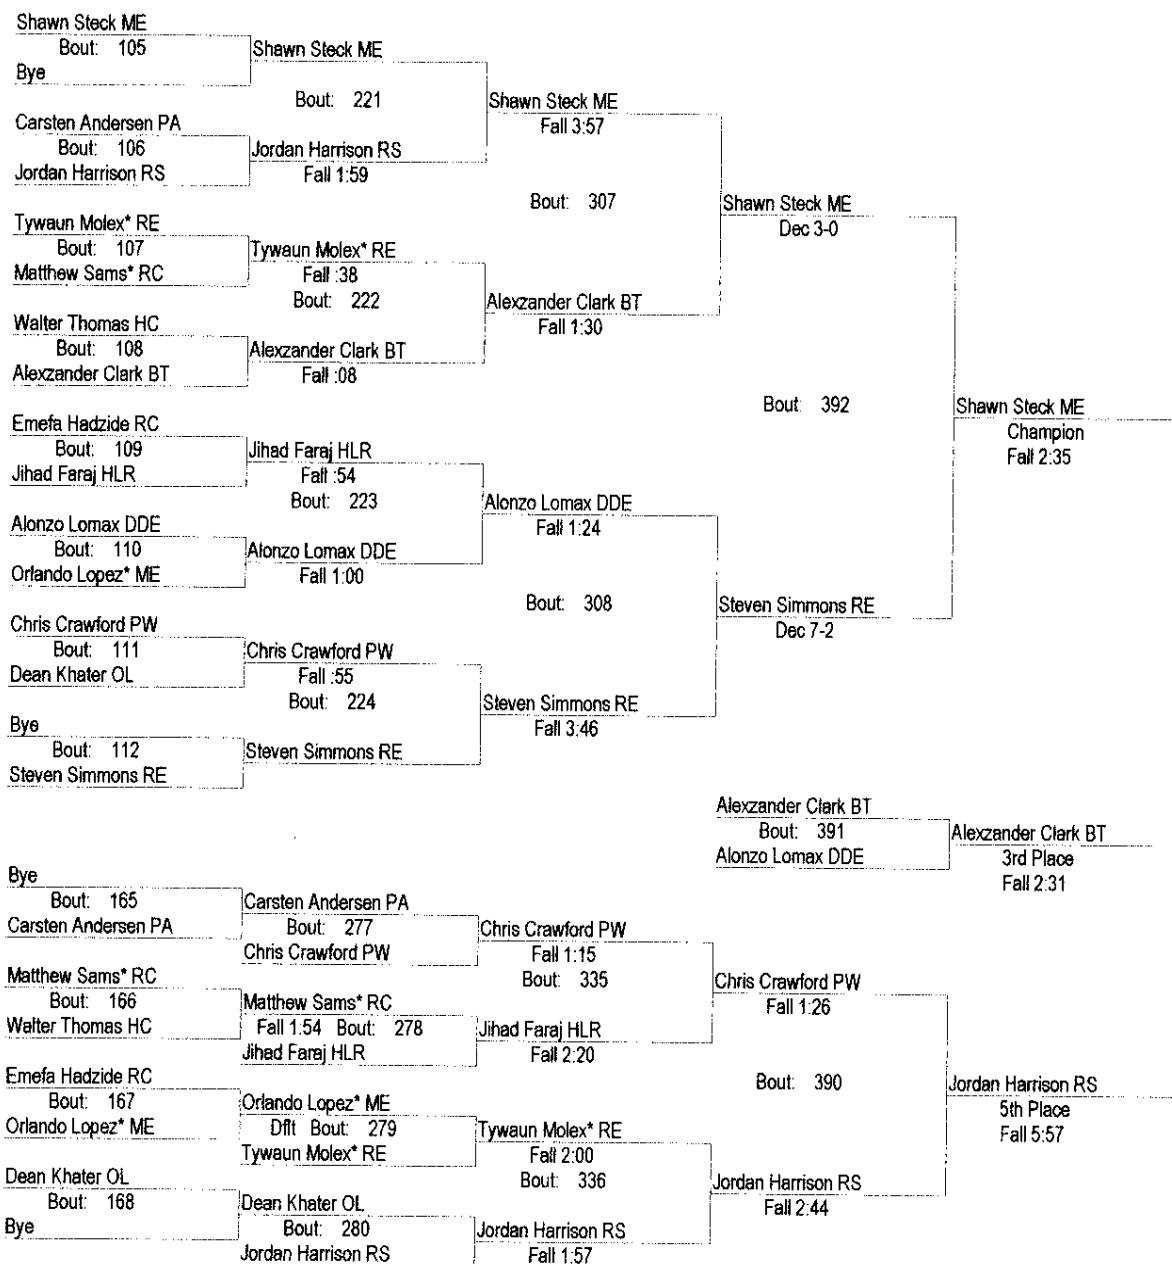 Shawn Steck ME
Bout: 105
Bye
Shawn Steck ME
Bout: 221
Carsten Andersen PA
Bout: 106
Jordan Harrison RS
Jordan Harrison RS
Fall 1:59
Shawn Steck ME
Fall 3:57
Bout: 307
Tywaun Molex* RE
Bout: 107
Matthew Sams* RC
Tywaun Molex* RE
Fall :38
Bout: 222
Walter Thomas HC
Bout: 108
Alexzander Clark BT
Alexzander Clark BT
Fall :08
Alexzander Clark BT
Fall 1:30
Shawn Steck ME
Dec 3-0
Bout: 392
Shawn Steck ME
Champion
Fall 2:35
Emefa Hadzide RC
Bout: 109
Jihad Faraj HLR
Jihad Faraj HLR
Fall :54
Bout: 223
Alonzo Lomax DDE
Bout: 110
Orlando Lopez* ME
Alonzo Lomax DDE
Fall 1:00
Alonzo Lomax DDE
Fall 1:24
Bout: 308
Chris Crawford PW
Bout: 111
Dean Khater OL
Chris Crawford PW
Fall :55
Bout: 224
Bye
Bout: 112
Steven Simmons RE
Steven Simmons RE
Steven Simmons RE
Fall 3:46
Steven Simmons RE
Dec 7-2
Alexzander Clark BT
Bout: 391
Alonzo Lomax DDE
Alexzander Clark BT
3rd Place
Fall 2:31
Bye
Bout: 165
Carsten Andersen PA
Carsten Andersen PA
Bout: 277
Chris Crawford PW
Chris Crawford PW
Fall 1:15
Bout: 335
Matthew Sams* RC
Bout: 166
Walter Thomas HC
Matthew Sams* RC
Fall 1:54 Bout: 278
Jihad Faraj HLR
Jihad Faraj HLR
Fall 2:20
Chris Crawford PW
Fall 1:26
Bout: 390
Emefa Hadzide RC
Bout: 167
Orlando Lopez* ME
Orlando Lopez* ME
Dflt Bout: 279
Tywaun Molex* RE
Tywaun Molex* RE
Fall 2:00
Bout: 336
Dean Khater OL
Bout: 168
Bye
Dean Khater OL
Bout: 280
Jordan Harrison RS
Jordan Harrison RS
Fall 1:57
Jordan Harrison RS
Fall 2:44
Jordan Harrison RS
5th Place
Fall 5:57